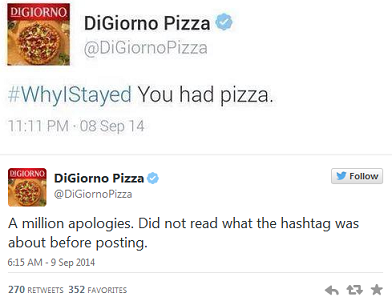 DIGIORNO
DiGiorno Pizza
@DiGiornoPizza
#WhyIStayed You had pizza.
11:11 PM · 08 Sep 14
DIGIORNO
DiGiorno Pizza
@DiGiornoPizza
Follow
A million apologies. Did not read what the hashtag was
about before posting.
6:15 AM - 9 Sep 2014
270 RETWEETS 352 FAVORITES